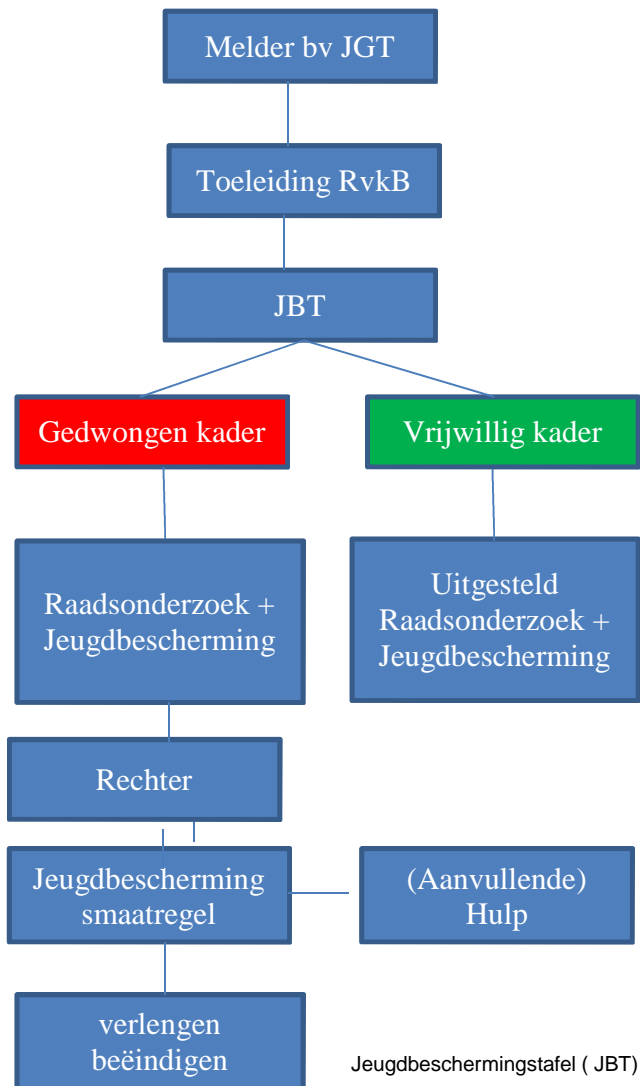 Melder bv JGT
Toeleiding RvkB
JBT
Gedwongen kader
Vrijwillig kader
Raadsonderzoek +
Jeugdbescherming
Uitgesteld
Raadsonderzoek +
Jeugdbescherming
Rechter
Jeugdbescherming
smaatregel
(Aanvullende)
Hulp
verlengen
beëindigen
Jeugdbeschermingstafel ( JBT)